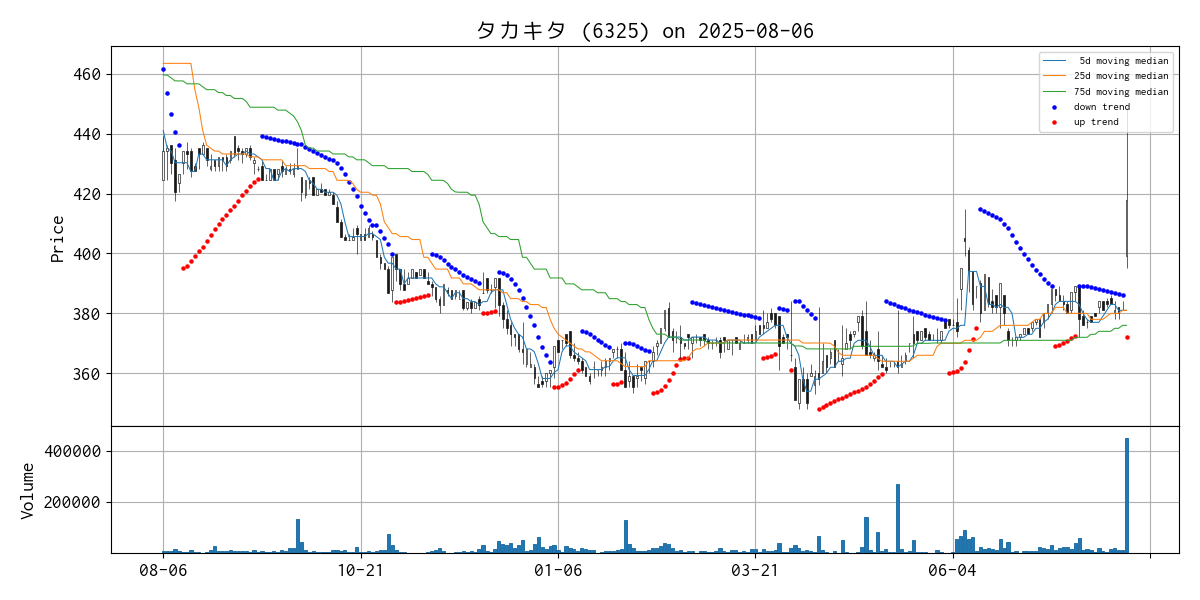 タカキタ (6325) on 2025-08-06
460
440
420
400
380
360
Price
5d moving median
25d moving median
75d moving median
down trend
up trend
400000
200000
Volume
08-06
10-21
01-06
03-21
06-04